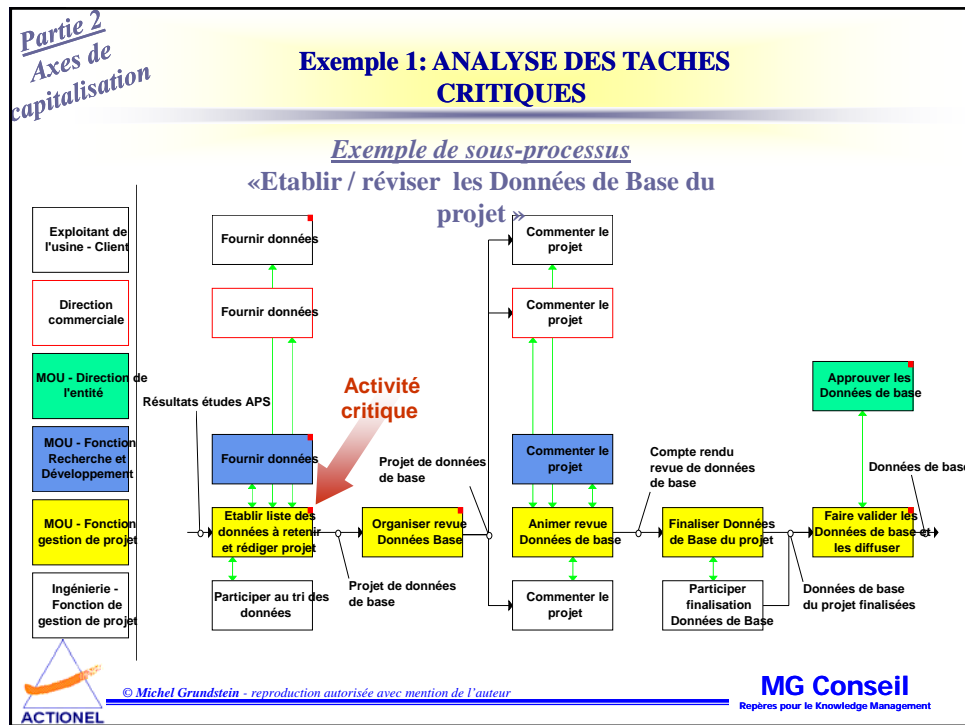 Partie 2
Axes de
capitalisation
Exemple 1: ANALYSE DES TACHES
CRITIQUES
Exemple de sous-processus
«Etablir / réviser les Données de Base du
projet »
Exploitant de
l'usine - Client
Fournir données
Commenter le
projet
Direction
commerciale
Fournir données
Commenter le
projet
MOU - Direction de
l'entité
Résultats études APS
Activité
critique
Approuver les
Données de base
MOU - Fonction
Recherche et
Développement
Fournir données
Projet de données
de base
Commenter le
projet
Compte rendu
revue de données
de base
Données de base
MOU - Fonction
gestion de projet
Etablir liste des
données à retenir
et rédiger projet
Organiser revue
Données Base
Animer revue
Données de base
Finaliser Données
de Base du projet
Faire valider les
Données de base et
les diffuser
Ingénierie -
Fonction de
gestion de projet
Participer au tri des
données
Projet de données
de base
Commenter le
projet
Participer
finalisation
Données de Base
Données de base
du projet finalisées
ACTIONEL
© Michel Grundstein - reproduction autorisée avec mention de l'auteur
MG Conseil
Repères pour le Knowledge Management